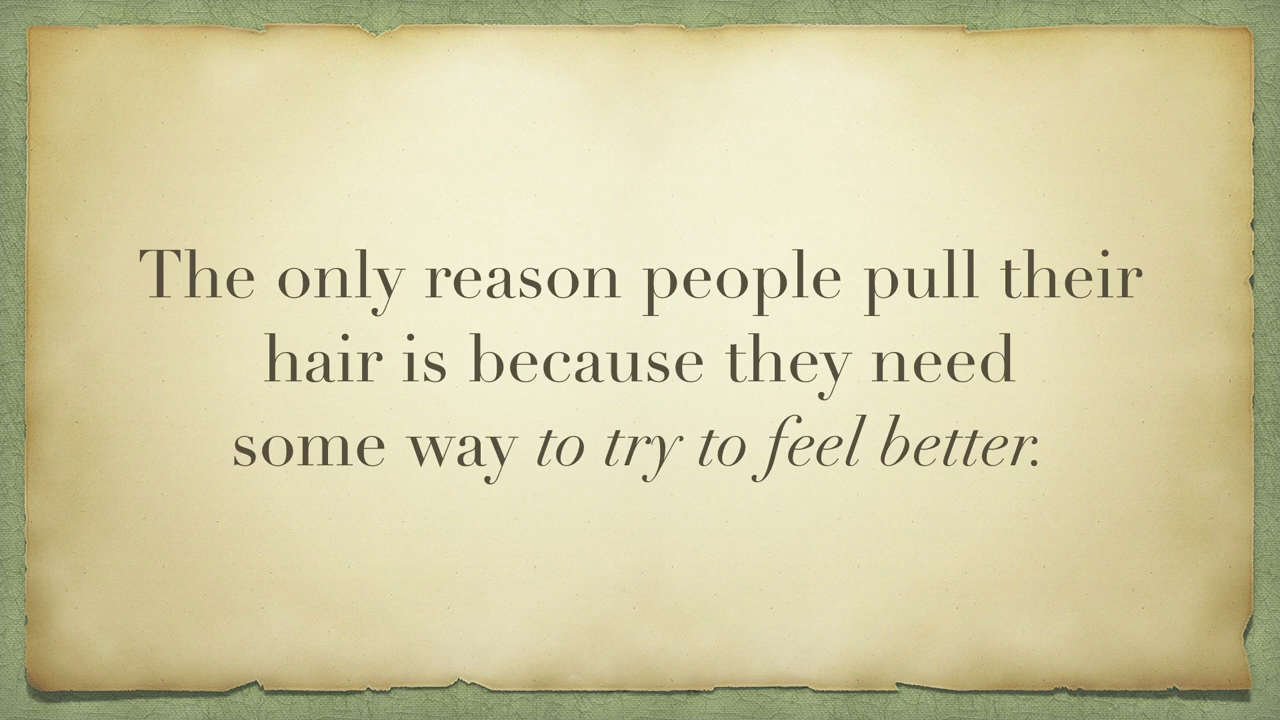 The only reason people pull their
hair is because they need
some way to try to feel better.